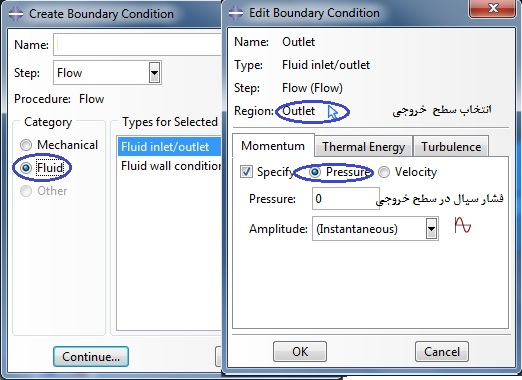 Create Boundary Condition
Name:
Step: Flow
Procedure: Flow
Category
Mechanical
Fluid
Other
Types for Selected
Fluid inlet/outlet
Fluid wall condition
Continue...
Edit Boundary Condition
Name: Outlet
Type: Fluid inlet/outlet
Step: Flow (Flow)
Region: Outlet انتخاب سطح خروجی
Momentum Thermal Energy Turbulence
Specify Pressure Velocity
Pressure: 0 فشار سیال در سطح خروجی
Amplitude: (Instantaneous)
OK Cancel